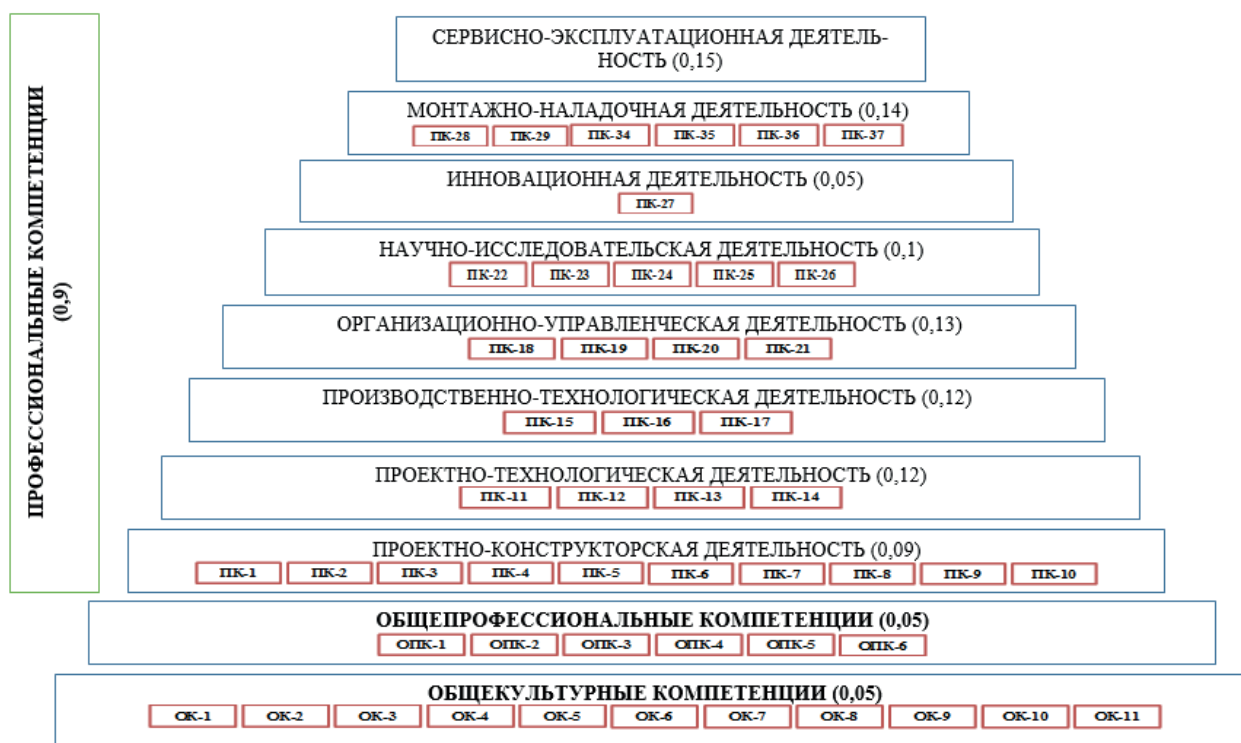 ПРОФЕССИОНАЛЬНЫЕ КОМПЕТЕНЦИИ
(0,9)
СЕРВИСНО-ЭКСПЛУАТАЦИОННАЯ ДЕЯТЕЛЬ-
НОСТЬ (0,15)
МОНТАЖНО-НАЛАДОЧНАЯ ДЕЯТЕЛЬНОСТЬ (0,14)
ПК-28 ПК-29 ПК-34 ПК-35 ПК-36 ПК-37
ИННОВАЦИОННАЯ ДЕЯТЕЛЬНОСТЬ (0,05)
ПК-27
НАУЧНО-ИССЛЕДОВАТЕЛЬСКАЯ ДЕЯТЕЛЬНОСТЬ (0,1)
ПК-22 ПК-23 ПК-24 ПК-25 ПК-26
ОРГАНИЗАЦИОННО-УПРАВЛЕНЧЕСКАЯ ДЕЯТЕЛЬНОСТЬ (0,13)
ПК-18 ПК-19 ПК-20 ПК-21
ПРОИЗВОДСТВЕННО-ТЕХНОЛОГИЧЕСКАЯ ДЕЯТЕЛЬНОСТЬ (0,12)
ПК-15 ПК-16 ПК-17
ПРОЕКТНО-ТЕХНОЛОГИЧЕСКАЯ ДЕЯТЕЛЬНОСТЬ (0,12)
ПК-11 ПК-12 ПК-13 ПК-14
ПРОЕКТНО-КОНСТРУКТОРСКАЯ ДЕЯТЕЛЬНОСТЬ (0,09)
ПК-1 ПК-2 ПК-3 ПК-4 ПК-5 ПК-6 ПК-7 ПК-8 ПК-9 ПК-10
ОБЩЕПРОФЕССИОНАЛЬНЫЕ КОМПЕТЕНЦИИ (0,05)
ОПК-1 ОПК-2 ОПК-3 ОПК-4 ОПК-5 ОПК-6
ОБЩЕКУЛЬТУРНЫЕ КОМПЕТЕНЦИИ (0,05)
ОК-1 ОК-2 ОК-3 ОК-4 ОК-5 ОК-6 ОК-7 ОК-8 ОК-9 ОК-10 ОК-11